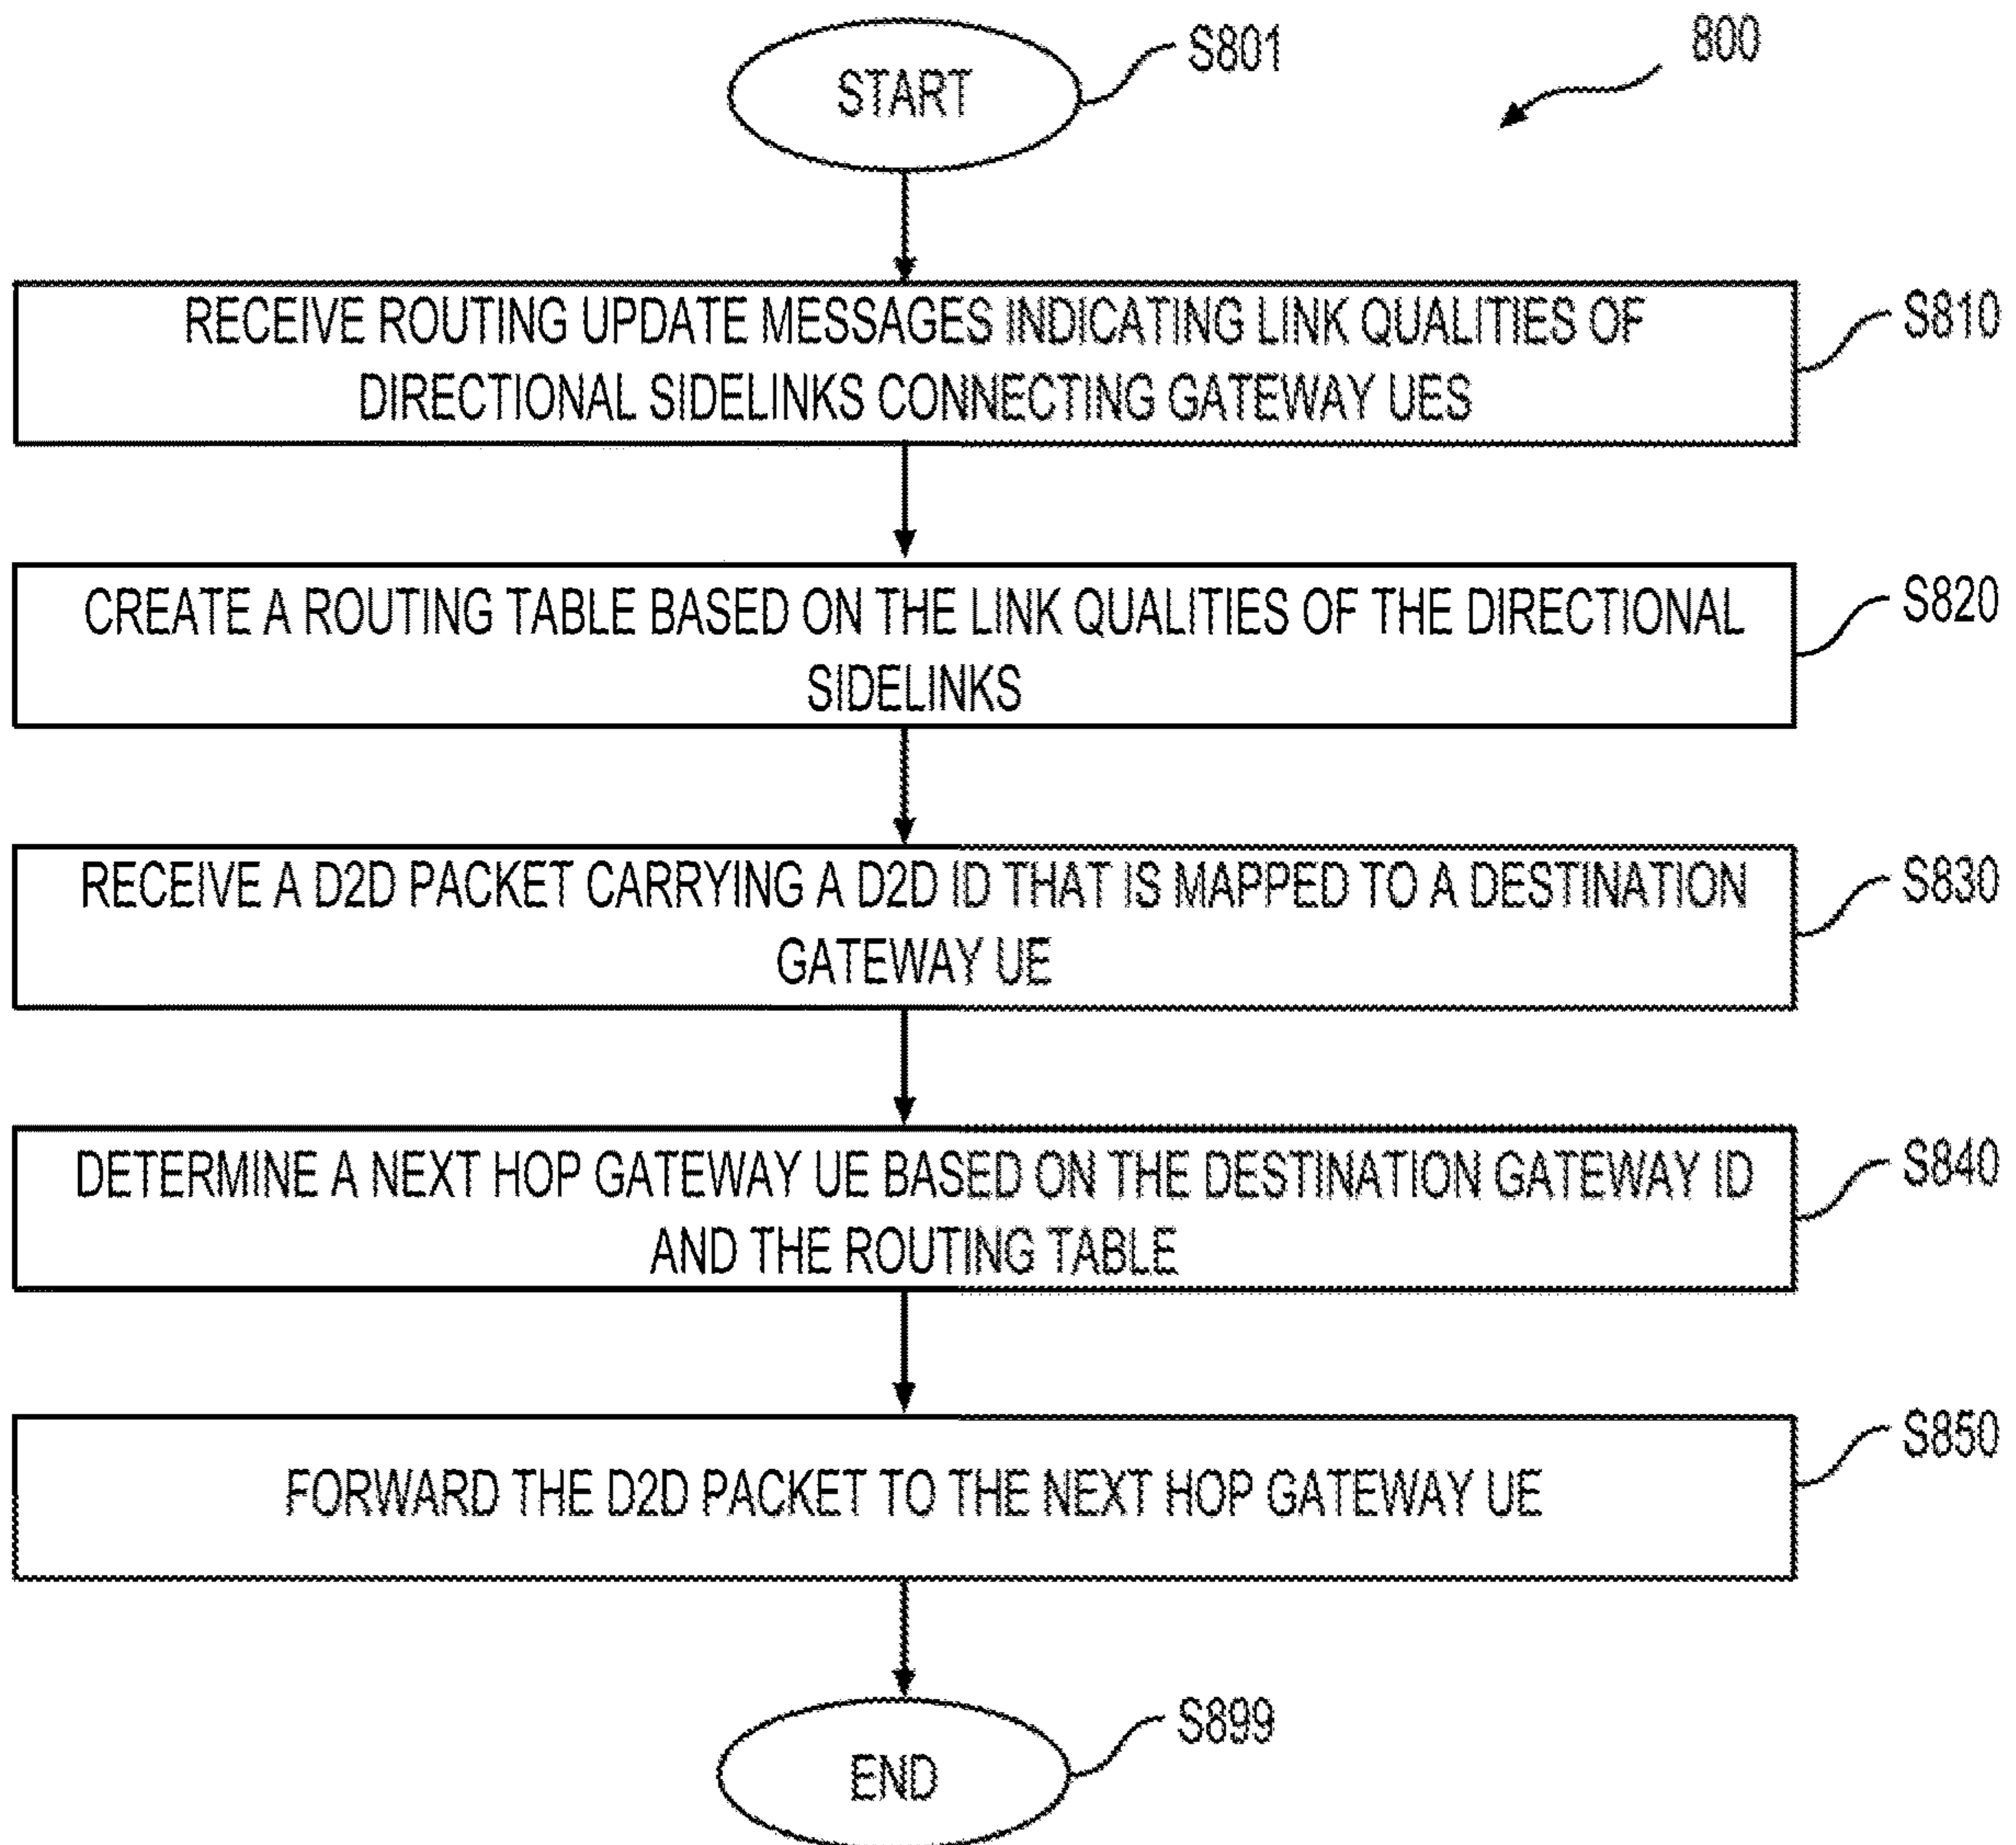 800
START
S801
RECEIVE ROUTING UPDATE MESSAGES INDICATING LINK QUALITIES OF
DIRECTIONAL SIDELINKS CONNECTING GATEWAY UES
S810
CREATE A ROUTING TABLE BASED ON THE LINK QUALITIES OF THE DIRECTIONAL
SIDELINKS
S820
RECEIVE A D2D PACKET CARRYING A D2D ID THAT IS MAPPED TO A DESTINATION
GATEWAY UE
S830
DETERMINE A NEXT HOP GATEWAY UE BASED ON THE DESTINATION GATEWAY ID
AND THE ROUTING TABLE
S840
FORWARD THE D2D PACKET TO THE NEXT HOP GATEWAY UE
S850
END
S899